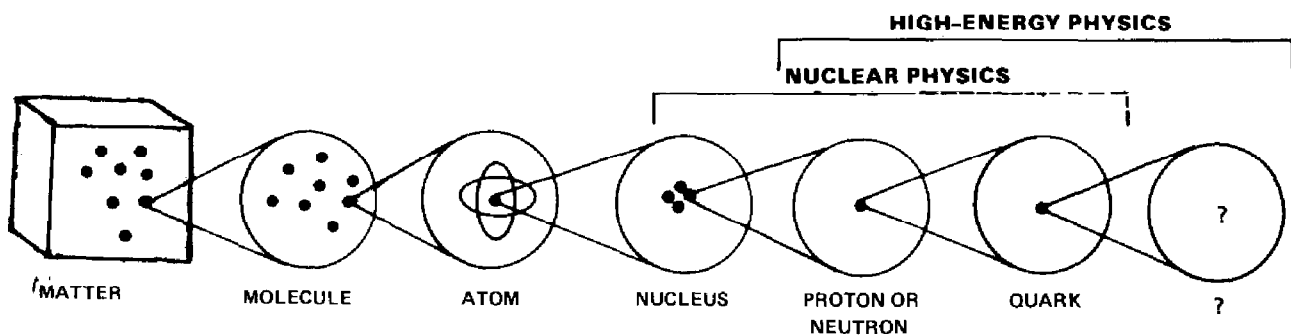 HIGH-ENERGY PHYSICS
NUCLEAR PHYSICS
?
MATTER
MOLECULE
ATOM
NUCLEUS
PROTON OR
NEUTRON
QUARK
?